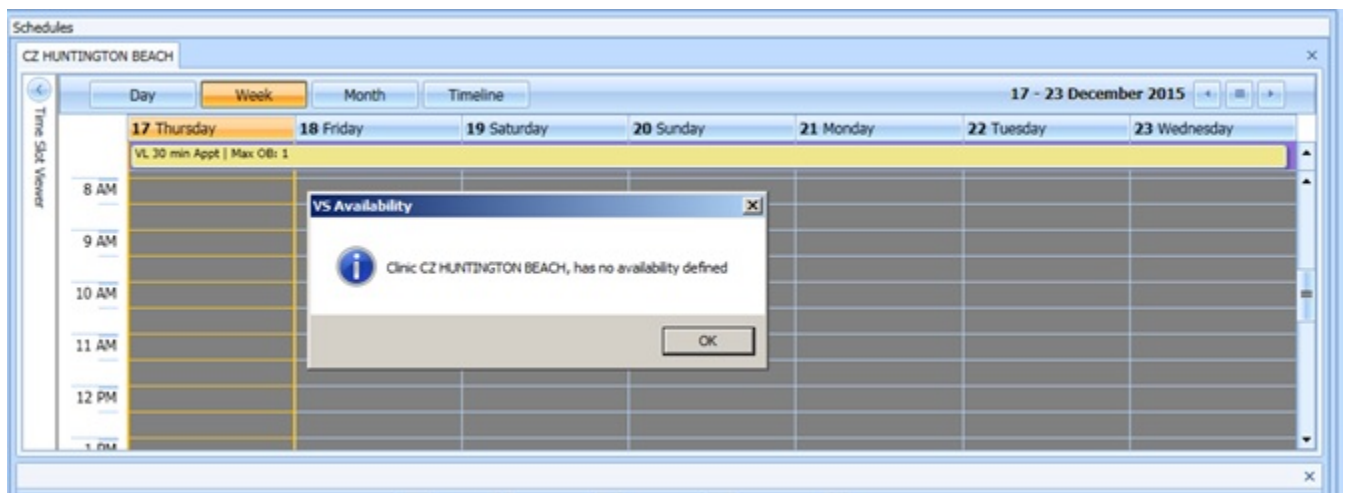 Schedules
CZ HUNTINGTON BEACH
Day Week Month Timeline 17 - 23 December 2015
17 Thursday 18 Friday 19 Saturday 20 Sunday 21 Monday 22 Tuesday 23 Wednesday
Time Slot Viewer
VL 30 min Appt | Max OB: 1
8 AM
VS Availability
9 AM
Clinic CZ HUNTINGTON BEACH, has no availability defined
10 AM
11 AM
OK
12 PM
1 PM